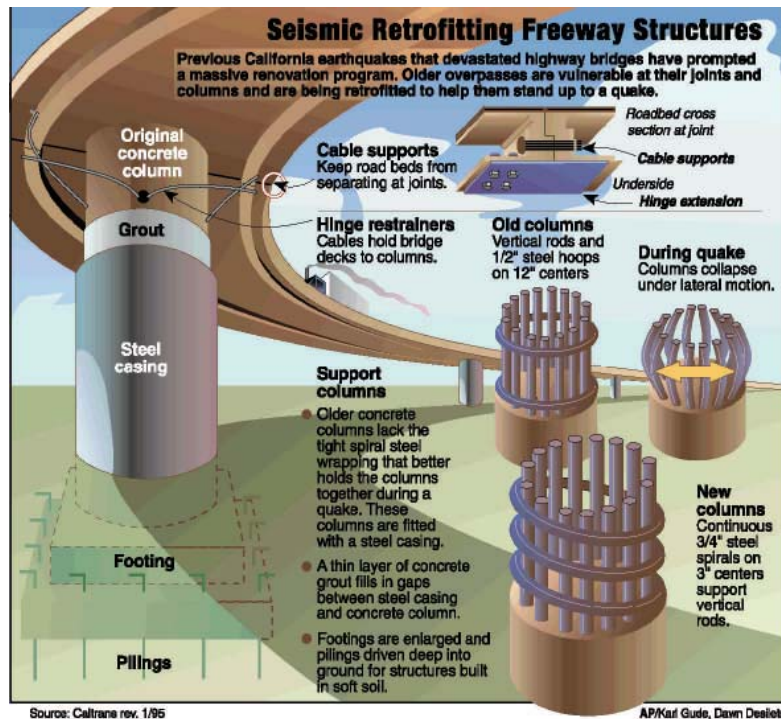 Seismic Retrofitting Freeway Structures
Previous California earthquakes that devastated highway bridges have prompted
a massive renovation program. Older overpasses are vulnerable at their joints and
columns and are being retrofitted to help them stand up to a quake.
Original
concrete
column
Grout
Steel
casing
Footing
Pilings
Cable supports
Keep road beds from
separating at joints.
Hinge restrainers
Cables hold bridge
decks to columns.
Roadbed cross
section at joint
Cable supports
Underside
Hinge extension
Old columns
Vertical rods and
1/2" steel hoops
on 12" centers
During quake
Columns collapse
under lateral motion.
Support
columns
Older concrete
columns lack the
tight spiral steel
wrapping that better
holds the columns
together during a
quake. These
columns are fitted
with a steel casing.
A thin layer of concrete
grout fills in gaps
between steel casing
and concrete column.
Footings are enlarged and
pilings driven deep into
ground for structures built
in soft soil.
New
columns
Continuous
3/4" steel
spirals on
3" centers
support
vertical
rods.
Source: Caltrans rev. 1/95
AP/Karl Gude, Dawn Desilets